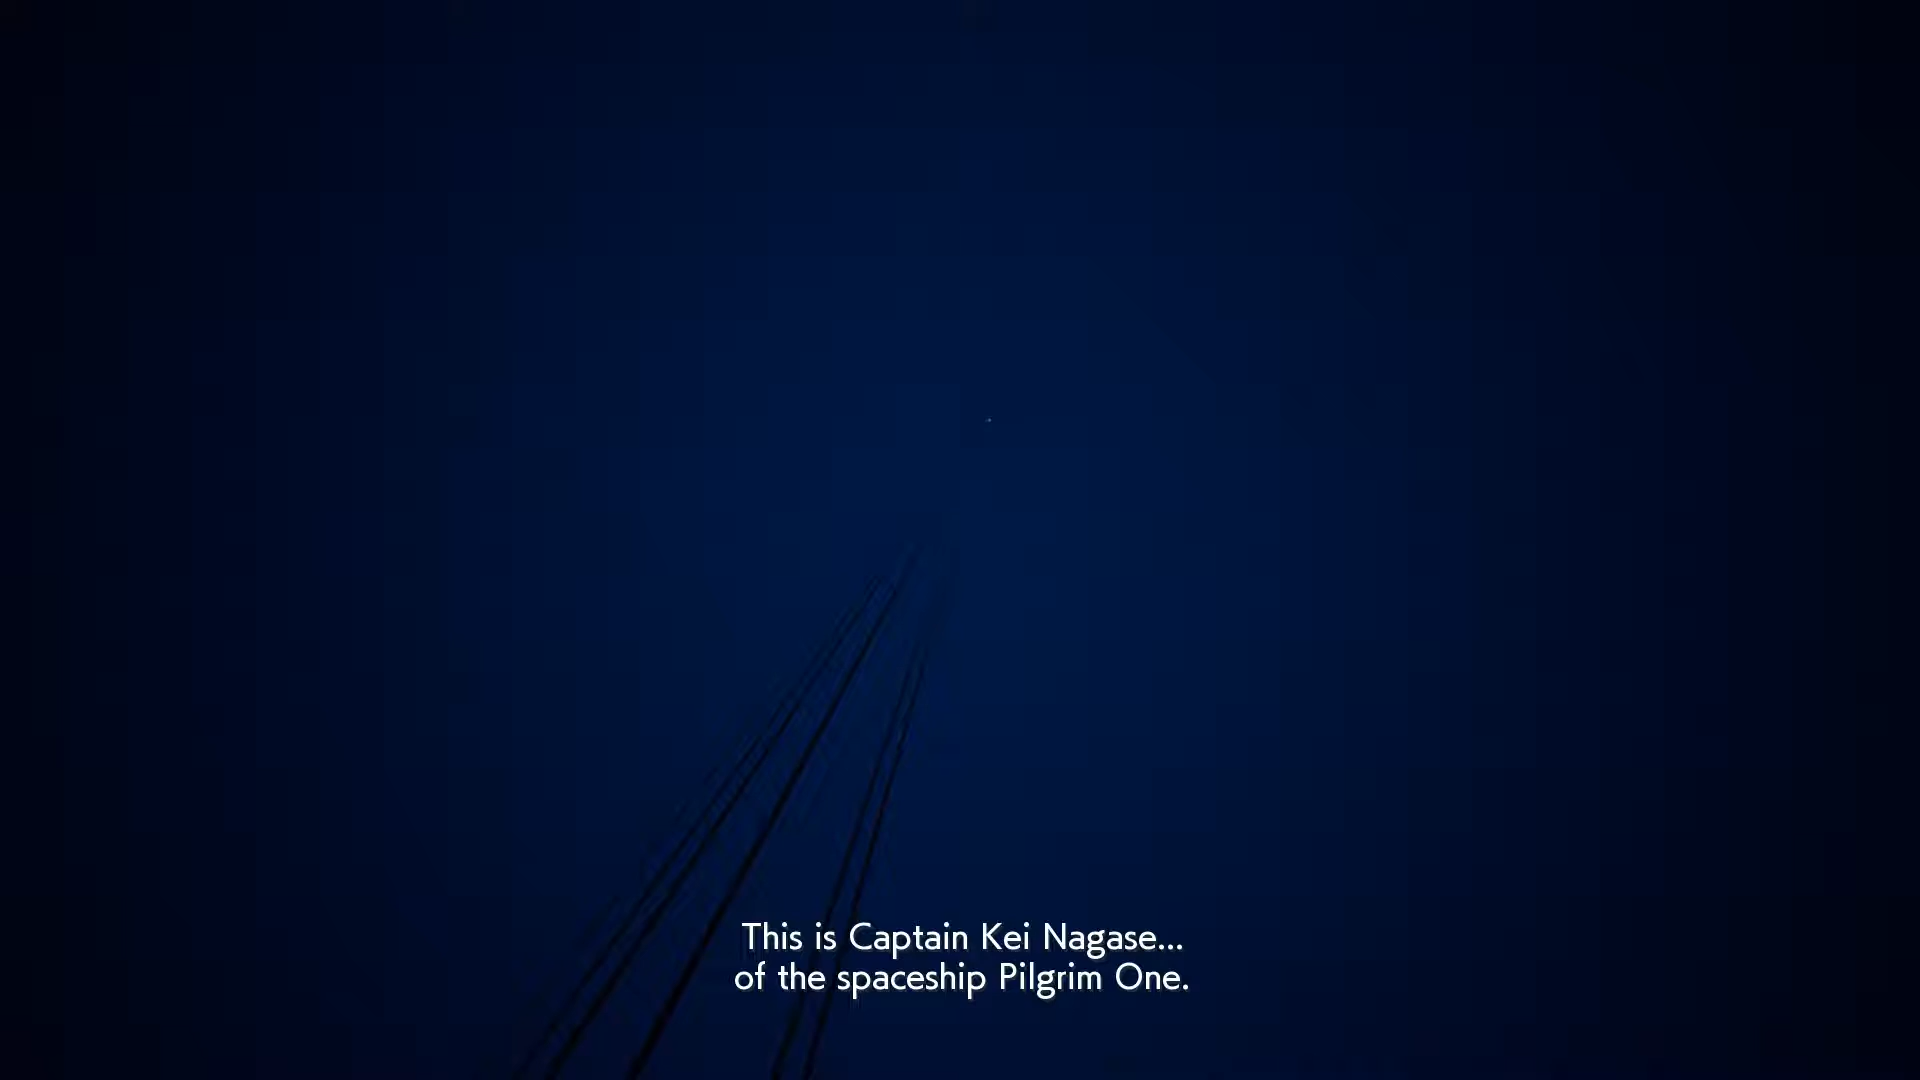 This is Captain Kei Nagase...
of the spaceship Pilgrim One.